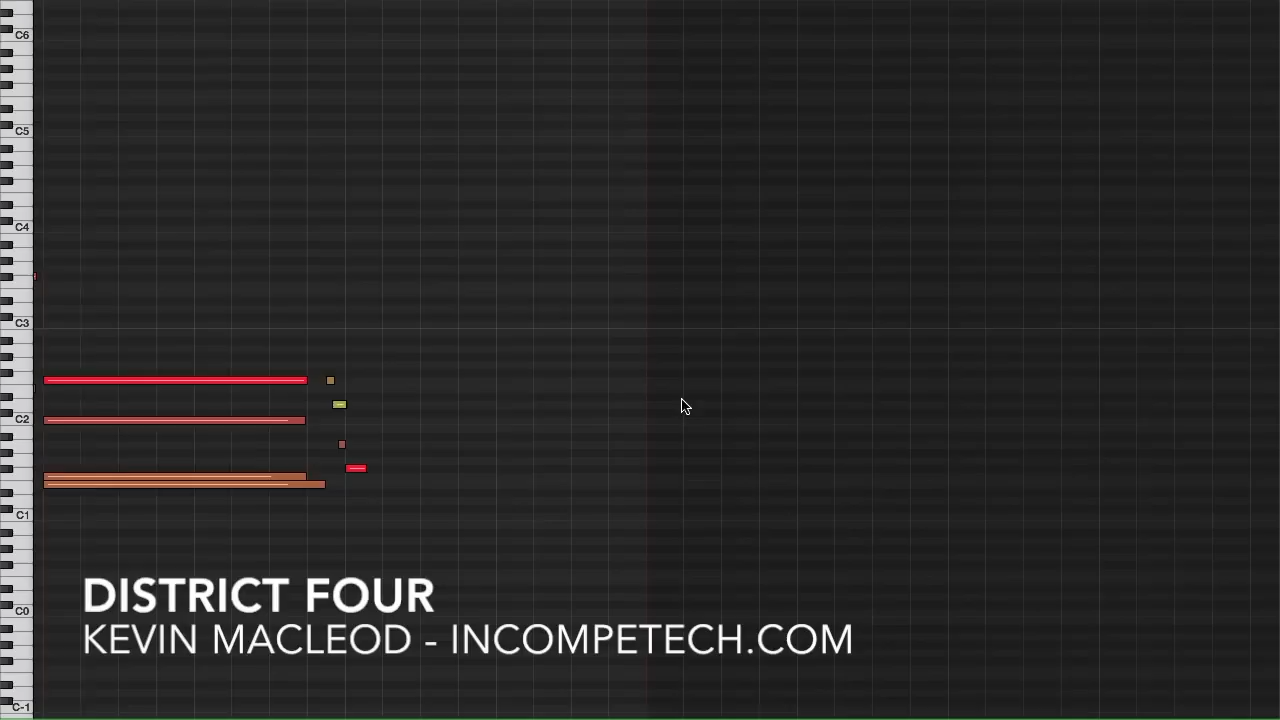 C6
C5
C4
C3
C2
C1
DISTRICT FOUR
C0
KEVIN MACLEOD - INCOMPETECH.COM
C-1